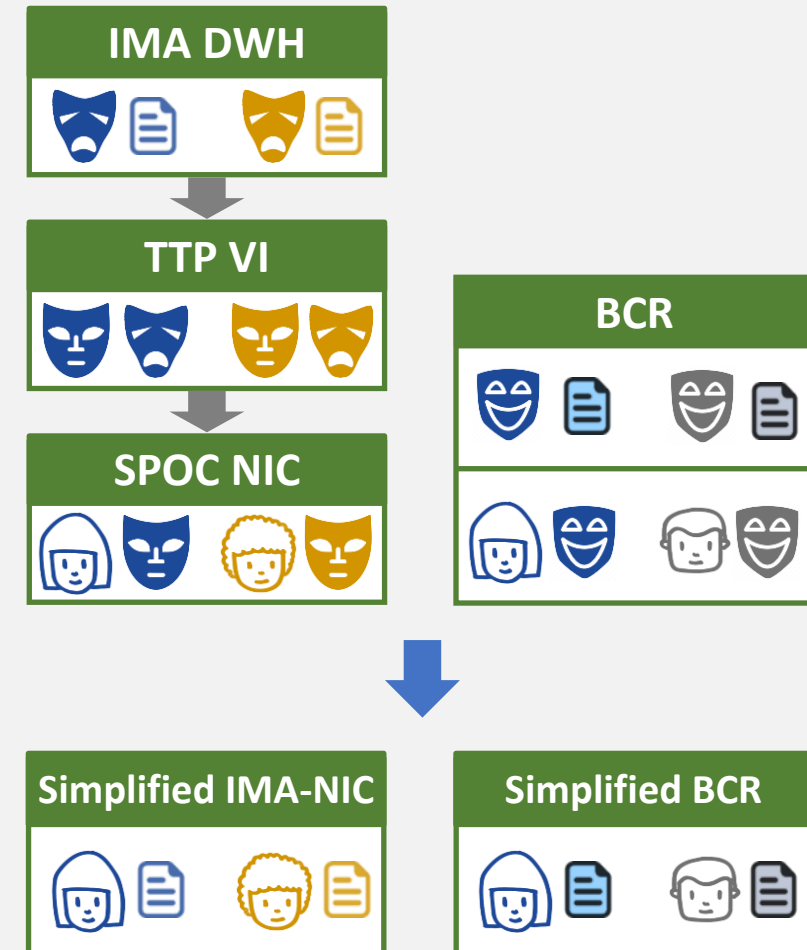 IMA DWH
TTP VI
SPOC NIC
BCR
Simplified IMA-NIC
Simplified BCR